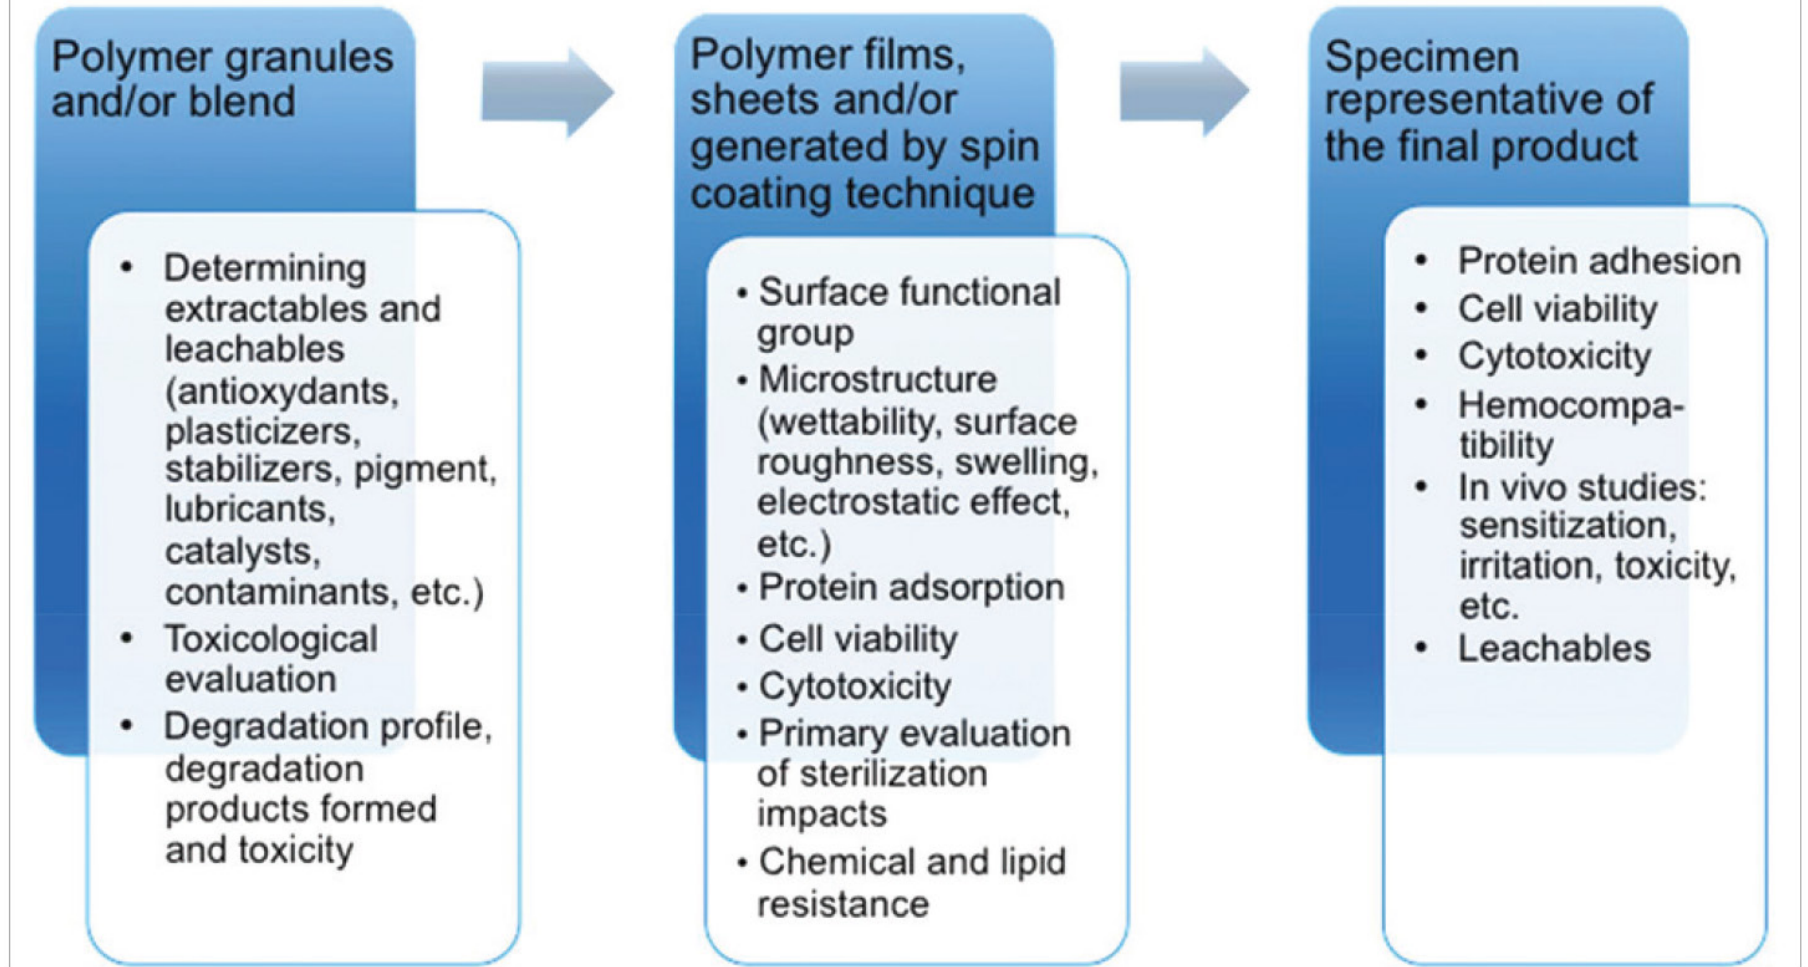 Polymer granules
and/or blend
• Determining
extractables and
leachables
(antioxydants,
plasticizers,
stabilizers, pigment,
lubricants,
catalysts,
contaminants, etc.)
• Toxicological
evaluation
• Degradation profile,
degradation
products formed
and toxicity
Polymer films,
sheets and/or
generated by spin
coating technique
• Surface functional
group
• Microstructure
(wettability, surface
roughness, swelling,
electrostatic effect,
etc.)
• Protein adsorption
• Cell viability
• Cytotoxicity
• Primary evaluation
of sterilization
impacts
• Chemical and lipid
resistance
Specimen
representative of
the final product
• Protein adhesion
• Cell viability
• Cytotoxicity
• Hemocompa-
tibility
• In vivo studies:
sensitization,
irritation, toxicity,
etc.
• Leachables